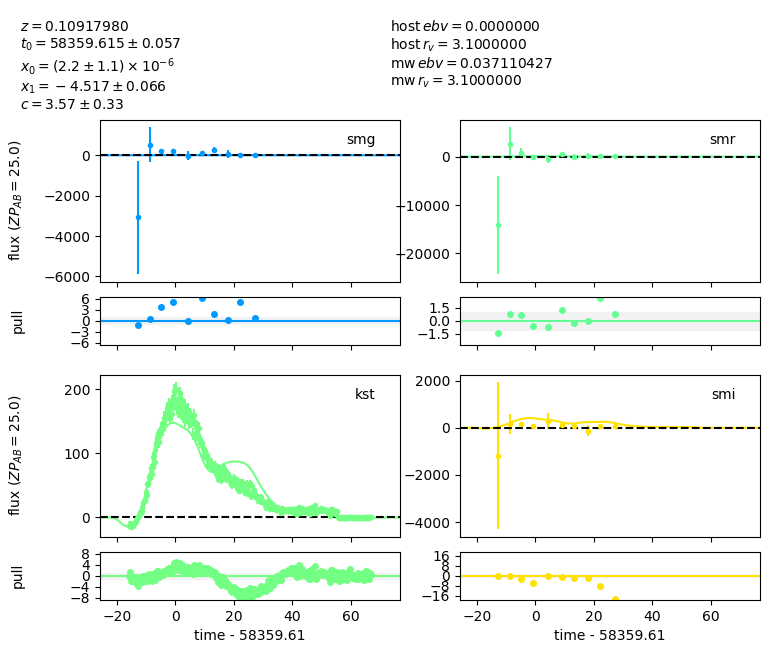 z = 0.10917980
t₀ = 58359.615 ± 0.057
x₀ = (2.2 ± 1.1) × 10⁻⁶
x₁ = −4.517 ± 0.066
c = 3.57 ± 0.33
host ebv = 0.0000000
host r_v = 3.1000000
mw ebv = 0.037110427
mw r_v = 3.1000000
smg
flux (ZP_AB = 25.0)
0
−2000
−4000
−6000
smr
0
−10000
−20000
pull
6
3
0
−3
−6
1.5
0.0
−1.5
kst
flux (ZP_AB = 25.0)
200
100
0
smi
2000
0
−2000
−4000
pull
8
4
0
−4
−8
16
8
0
−8
−16
−20 0 20 40 60
−20 0 20 40 60
time - 58359.61
time - 58359.61